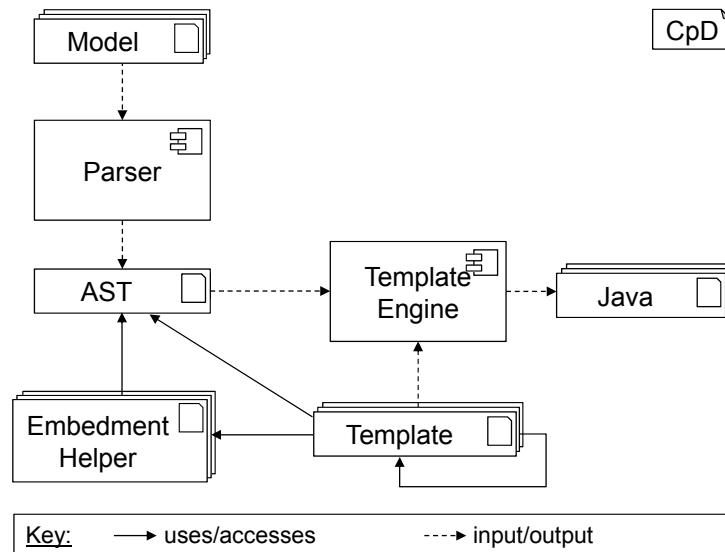 Model
CpD
Parser
AST
Template
Engine
Java
Embedment
Helper
Template
Key: uses/accesses input/output